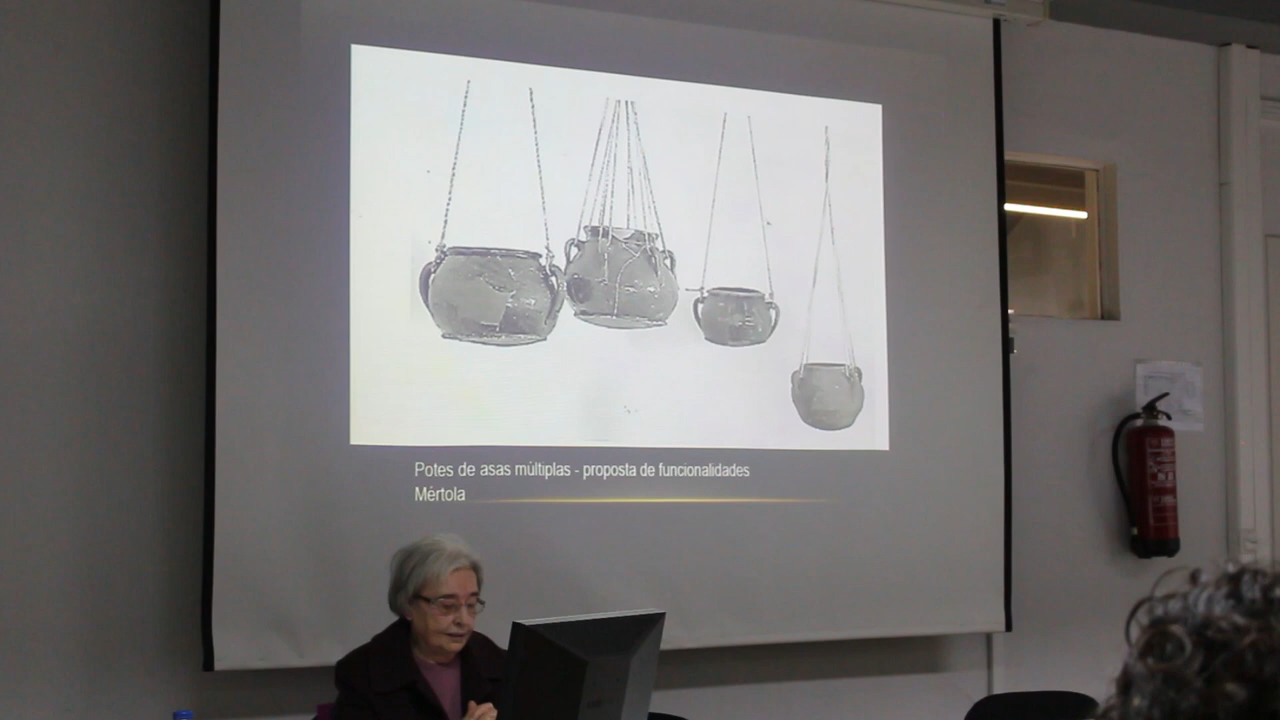 Potes de asas múltiplas - proposta de funcionalidades
Mértola